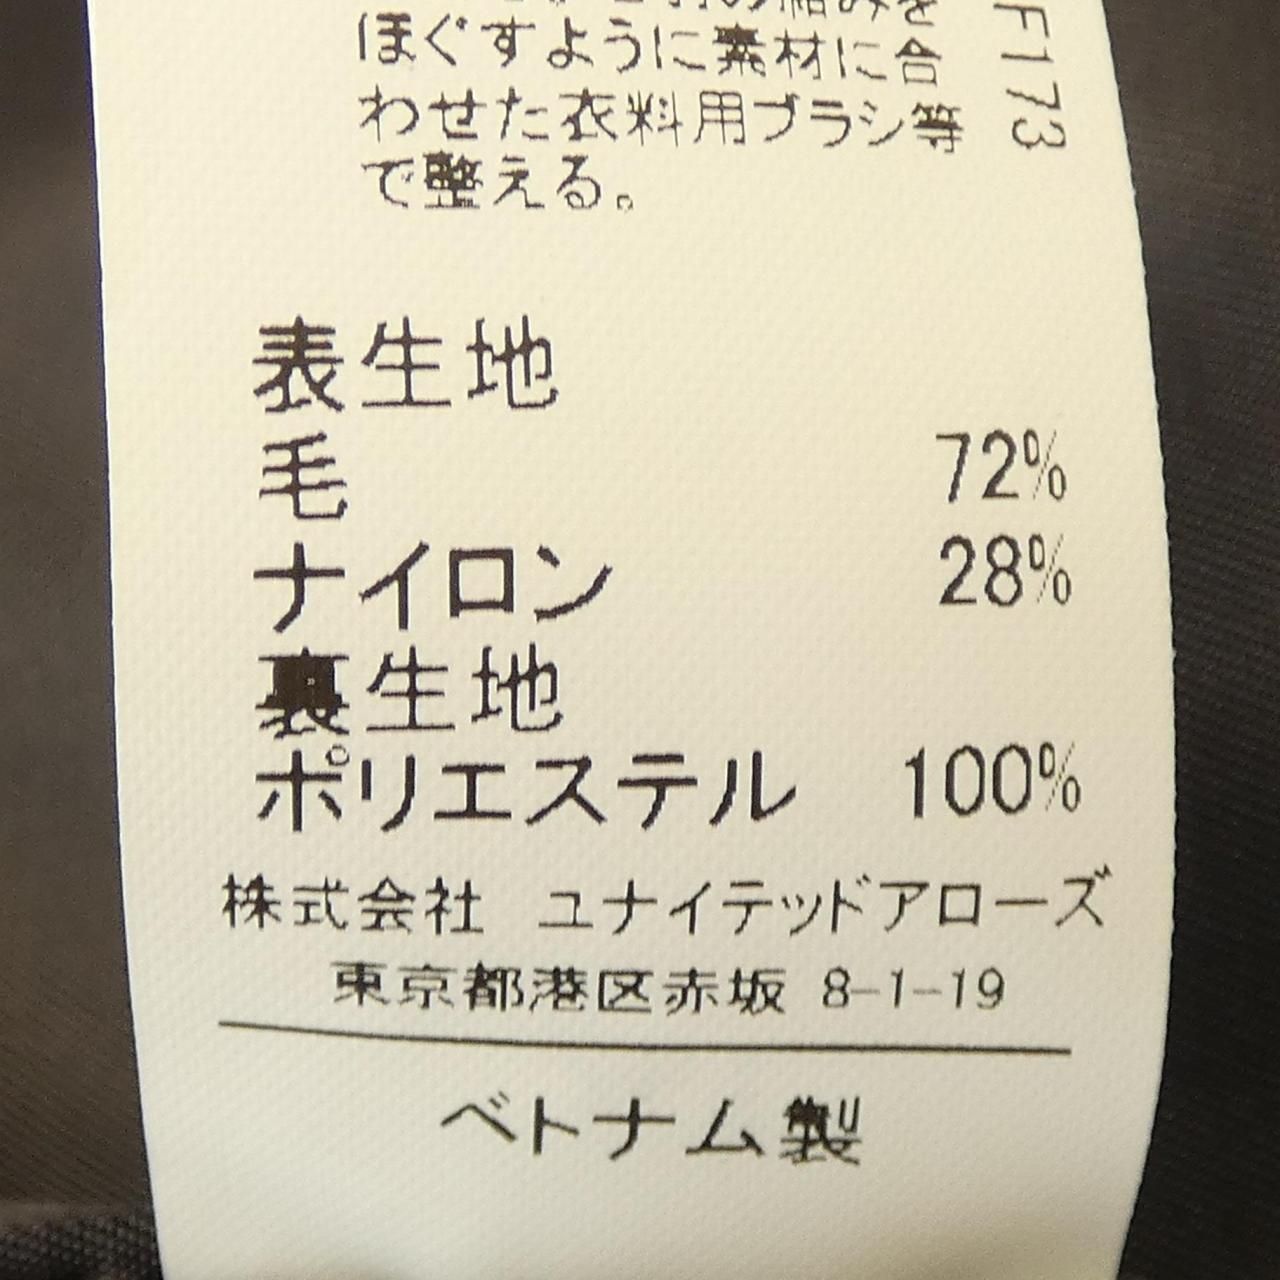 ほぐすように素材に合
わせた衣料用ブラシ等
で整える。
F173
表生地
毛 72%
ナイロン 28%
裏生地
ポリエステル 100%
株式会社 ユナイテッドアローズ
東京都港区赤坂 8-1-19
ベトナム製